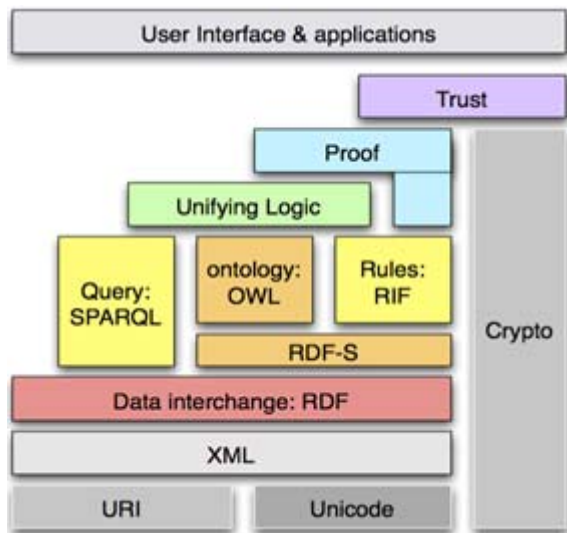 User Interface & applications
Trust
Proof
Unifying Logic
Query:
SPARQL
ontology:
OWL
Rules:
RIF
Crypto
RDF-S
Data interchange: RDF
XML
URI
Unicode